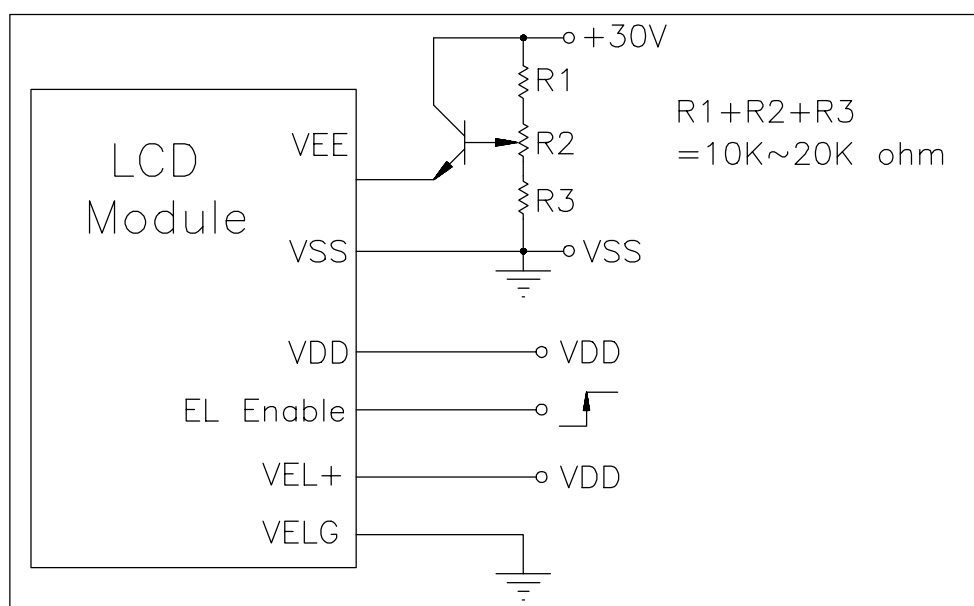 +30V
R1
R1+R2+R3
=10K~20K ohm
R2
R3
LCD
Module
VEE
VSS
VSS
VDD
VDD
EL Enable
VEL+
VDD
VELG